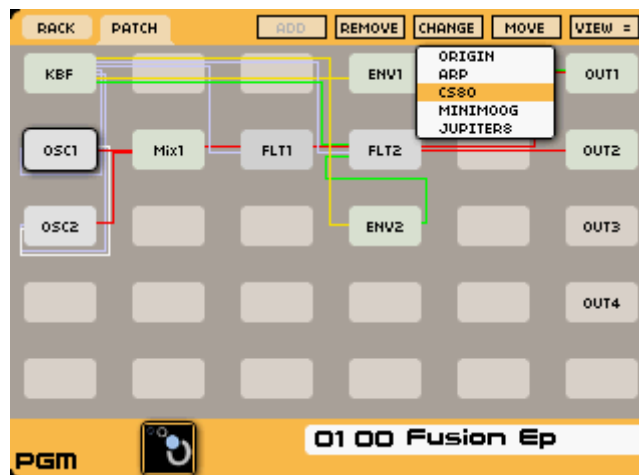 RACK PATCH ADD REMOVE CHANGE MOVE VIEW =
ORIGIN
KBF ENV1 ARP OUT1
CS80
MINIMOOG
JUPITER8
OSC1 Mix1 FLT1 FLT2 OUT2
OSC2 ENV2 OUT3
OUT4
01 00 Fusion Ep
PGM